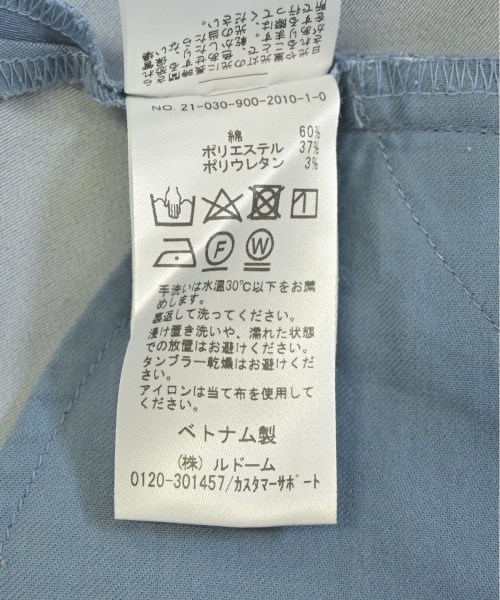 NO. 21-030-900-2010-1-0
綿 60%
ポリエステル 37%
ポリウレタン 3%
F W
手洗いは水温30℃以下をお薦
めします。
裏返して洗ってください。
浸け置き洗いや、濡れた状態
での放置はお避けください。
タンブラー乾燥はお避けくださ
い。
アイロンは当て布を使用して
ください。
ベトナム製
(株) ルドーム
0120-301457/カスタマーサポート